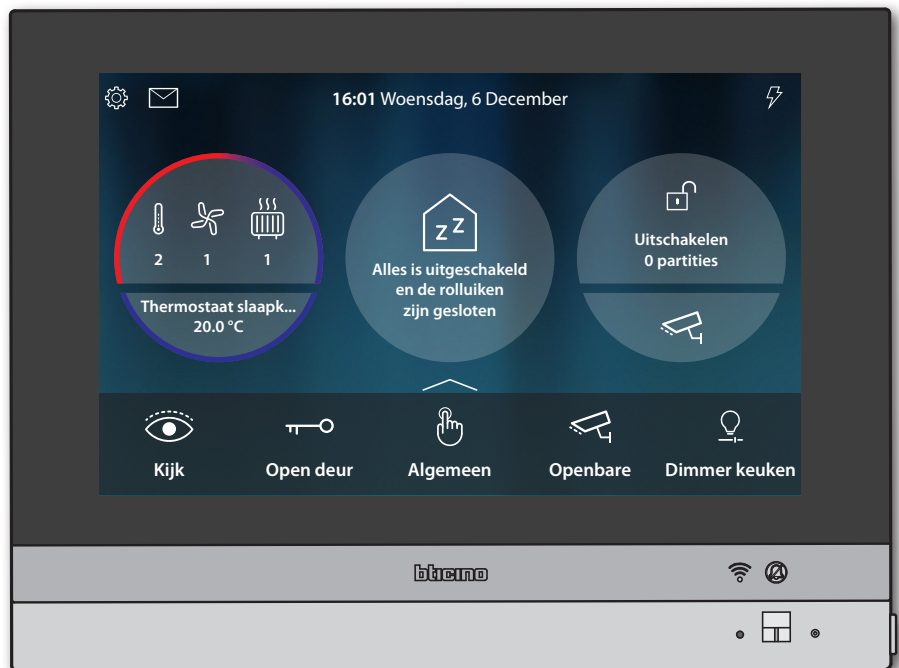 16:01 Woensdag, 6 December
2 1 1
Thermostaat slaapk...
20.0 °C
zZ
Alles is uitgeschakeld
en de rolluiken
zijn gesloten
Uitschakelen
0 partities
Kijk
Open deur
Algemeen
Openbare
Dimmer keuken
bticino